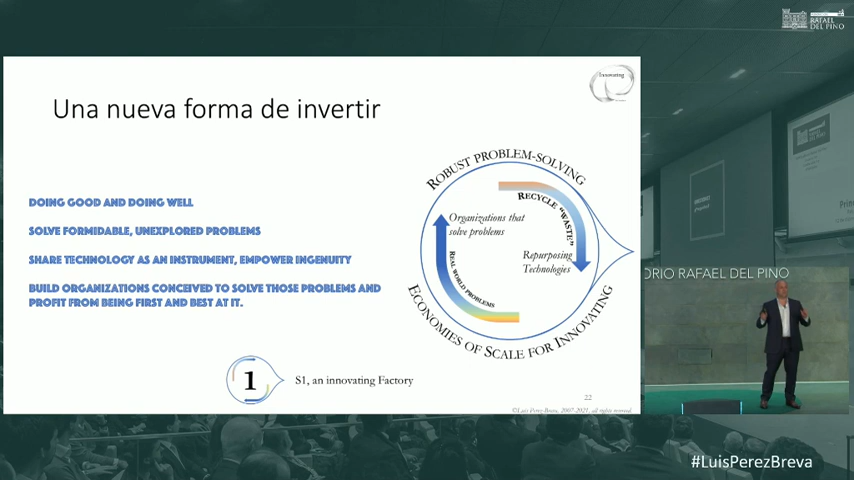 RAFAEL
DEL PINO
Innovating
Una nueva forma de invertir
DOING GOOD AND DOING WELL
SOLVE FORMIDABLE, UNEXPLORED PROBLEMS
SHARE TECHNOLOGY AS AN INSTRUMENT, EMPOWER INGENUITY
BUILD ORGANIZATIONS CONCEIVED TO SOLVE THOSE PROBLEMS AND
PROFIT FROM BEING FIRST AND BEST AT IT.
ROBUST PROBLEM-SOLVING
RECYCLE "WASTE"
Organizations that
solve problems
Repurposing
Technologies
REAL WORLD PROBLEMS
ECONOMIES OF SCALE FOR INNOVATING
1
S1, an innovating Factory
22
©Luis Perez-Breva, 2007-2021, all rights reserved
ORIO RAFAEL DEL PINO
#LuisPerezBreva